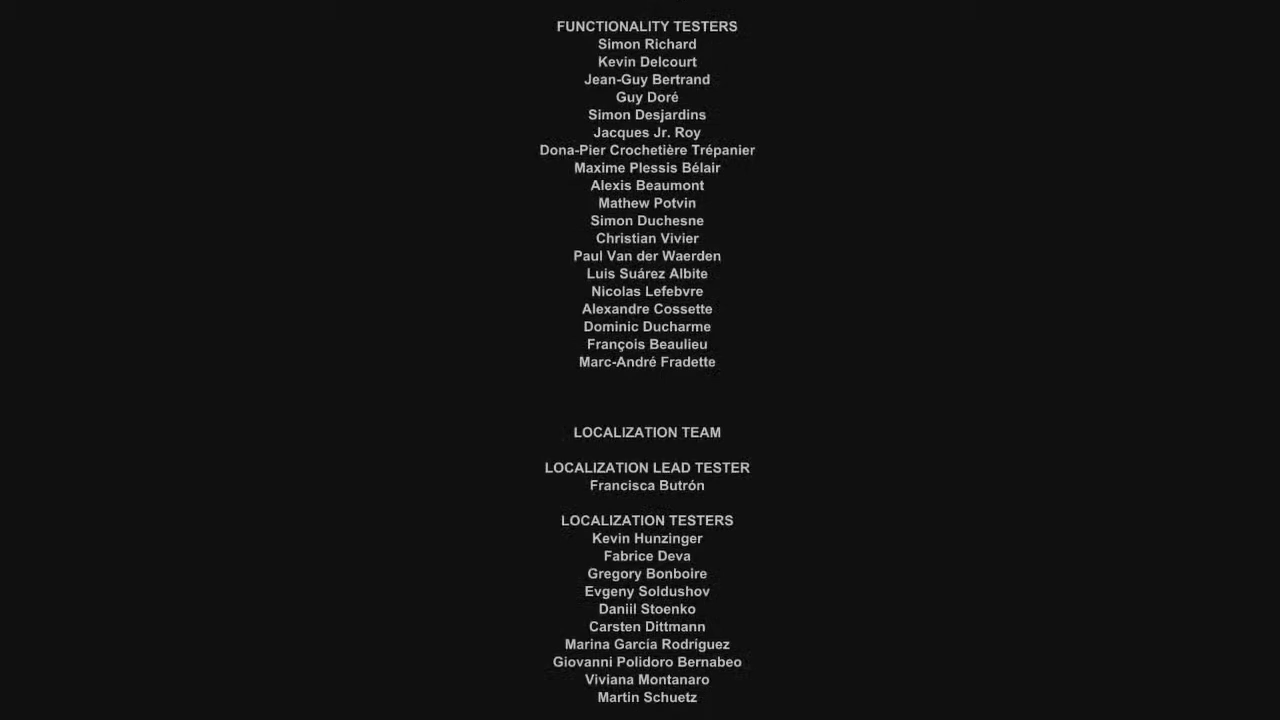 FUNCTIONALITY TESTERS
Simon Richard
Kevin Delcourt
Jean-Guy Bertrand
Guy Doré
Simon Desjardins
Jacques Jr. Roy
Dona-Pier Crochetière Trépanier
Maxime Plessis Bélair
Alexis Beaumont
Mathew Potvin
Simon Duchesne
Christian Vivier
Paul Van der Waerden
Luis Suárez Albite
Nicolas Lefebvre
Alexandre Cossette
Dominic Ducharme
François Beaulieu
Marc-André Fradette
LOCALIZATION TEAM
LOCALIZATION LEAD TESTER
Francisca Butrón
LOCALIZATION TESTERS
Kevin Hunzinger
Fabrice Deva
Gregory Bonboire
Evgeny Soldushov
Daniil Stoenko
Carsten Dittmann
Marina García Rodríguez
Giovanni Polidoro Bernabeo
Viviana Montanaro
Martin Schuetz